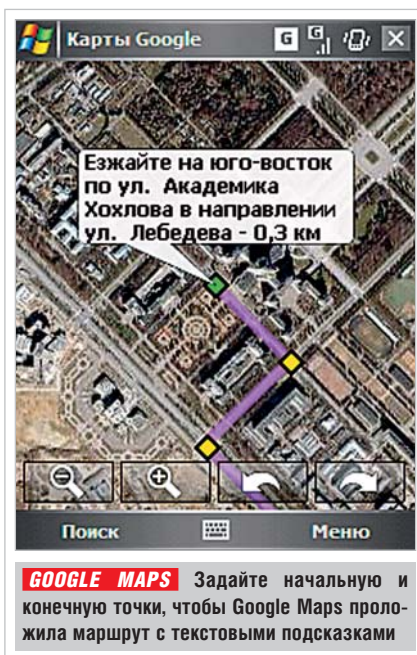 Карты Google
G
G
Езжайте на юго-восток
по ул. Академика
Хохлова в направлении
ул. Лебедева - 0,3 км
Поиск
Меню
GOOGLE MAPS Задайте начальную и
конечную точки, чтобы Google Maps проло-
жила маршрут с текстовыми подсказками